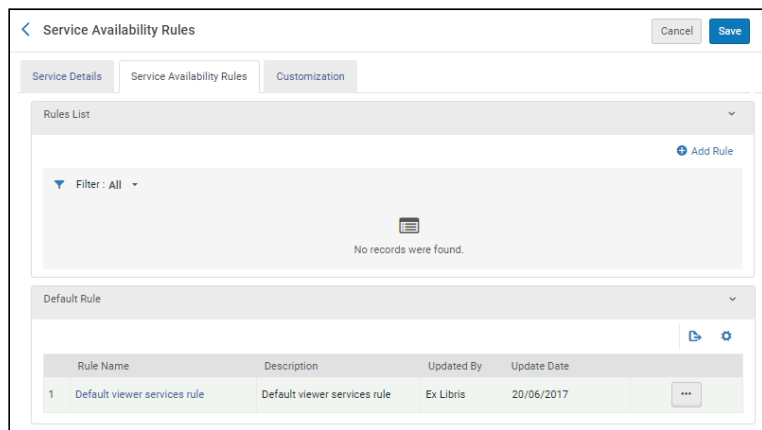 Service Availability Rules
Cancel
Save
Service Details
Service Availability Rules
Customization
Rules List
Add Rule
Filter : All
No records were found.
Default Rule
Rule Name Description Updated By Update Date
1 Default viewer services rule Default viewer services rule Ex Libris 20/06/2017